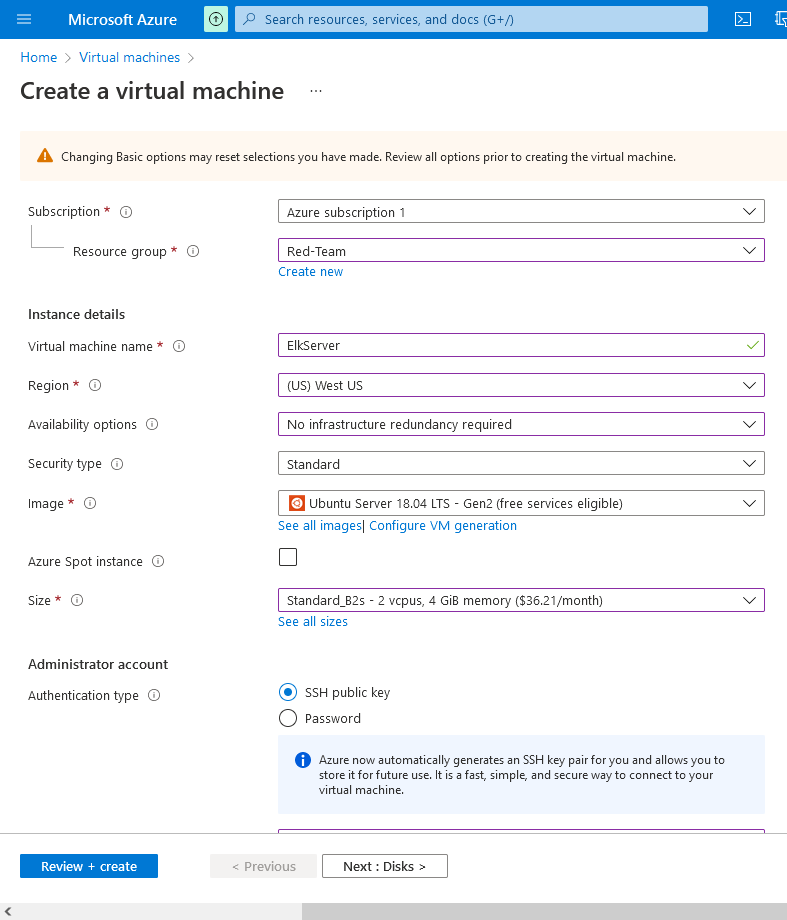 Microsoft Azure
Search resources, services, and docs (G+/)
Home > Virtual machines >
Create a virtual machine ...
Changing Basic options may reset selections you have made. Review all options prior to creating the virtual machine.
Subscription * Azure subscription 1
Resource group * Red-Team
Create new
Instance details
Virtual machine name * ElkServer
Region * (US) West US
Availability options No infrastructure redundancy required
Security type Standard
Image * Ubuntu Server 18.04 LTS - Gen2 (free services eligible)
See all images| Configure VM generation
Azure Spot instance
Size * Standard_B2s - 2 vcpus, 4 GiB memory ($36.21/month)
See all sizes
Administrator account
Authentication type SSH public key
Password
Azure now automatically generates an SSH key pair for you and allows you to
store it for future use. It is a fast, simple, and secure way to connect to your
virtual machine.
Review + create < Previous Next : Disks >